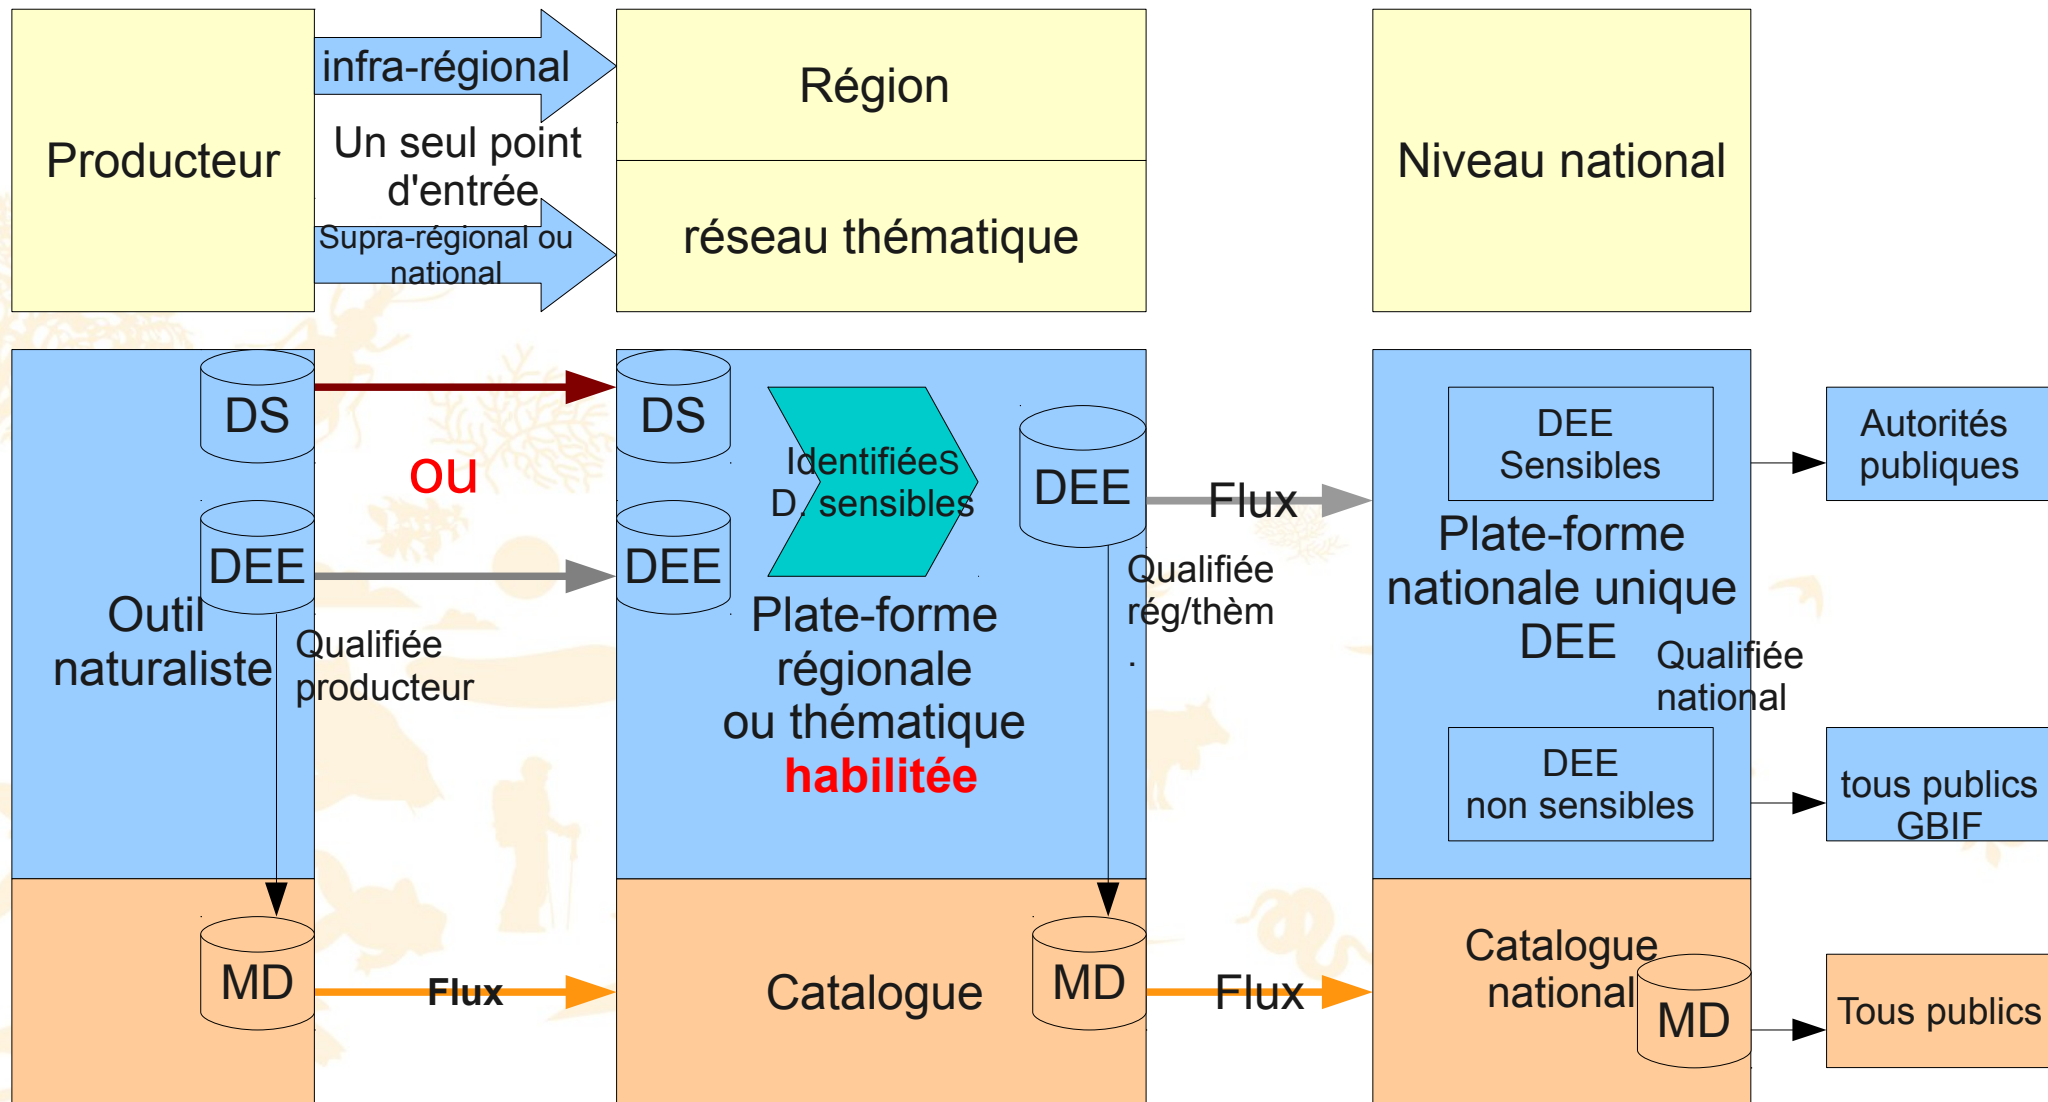 Producteur
infra-régional
Un seul point
d'entrée
Supra-régional ou
national
Région
réseau thématique
Niveau national
DS
ou
DEE
Outil
naturaliste
Qualifiée
producteur
MD
Flux
DS
DEE
IdentifiéeS
D. sensibles
DEE
Plate-forme
régionale
ou thématique
habilitée
Qualifiée
rég/thèm
.
Flux
Catalogue
MD
Flux
DEE
Sensibles
Plate-forme
nationale unique
DEE
Qualifiée
national
DEE
non sensibles
Catalogue
national
MD
Autorités
publiques
tous publics
GBIF
Tous publics